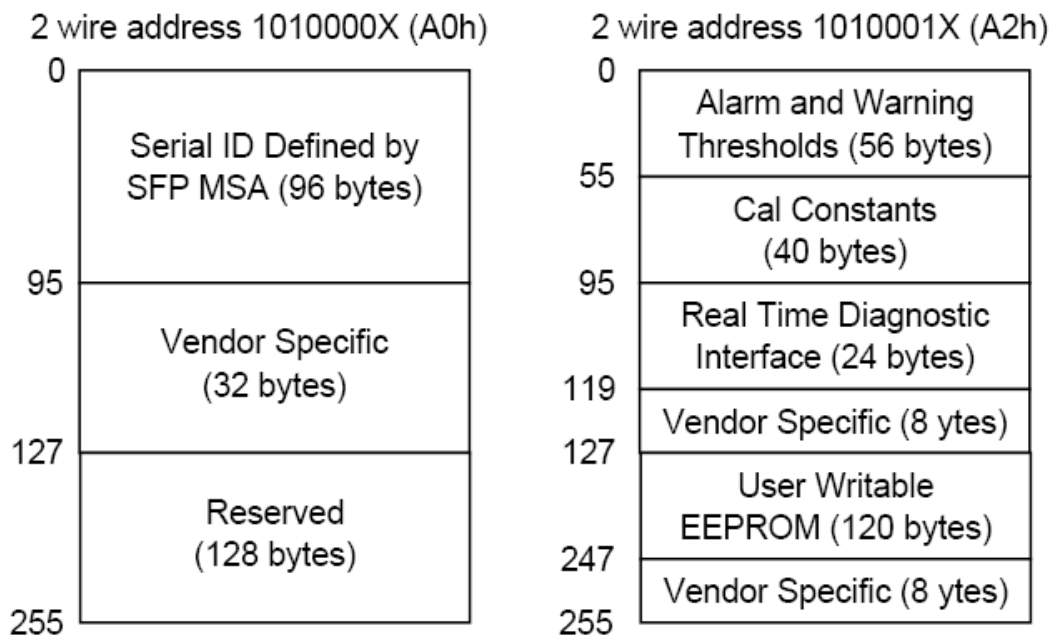 2 wire address 1010000X (A0h)
0
Serial ID Defined by
SFP MSA (96 bytes)
95
Vendor Specific
(32 bytes)
127
Reserved
(128 bytes)
255
2 wire address 1010001X (A2h)
0
Alarm and Warning
Thresholds (56 bytes)
55
Cal Constants
(40 bytes)
95
Real Time Diagnostic
Interface (24 bytes)
119
Vendor Specific (8 ytes)
127
User Writable
EEPROM (120 bytes)
247
Vendor Specific (8 ytes)
255